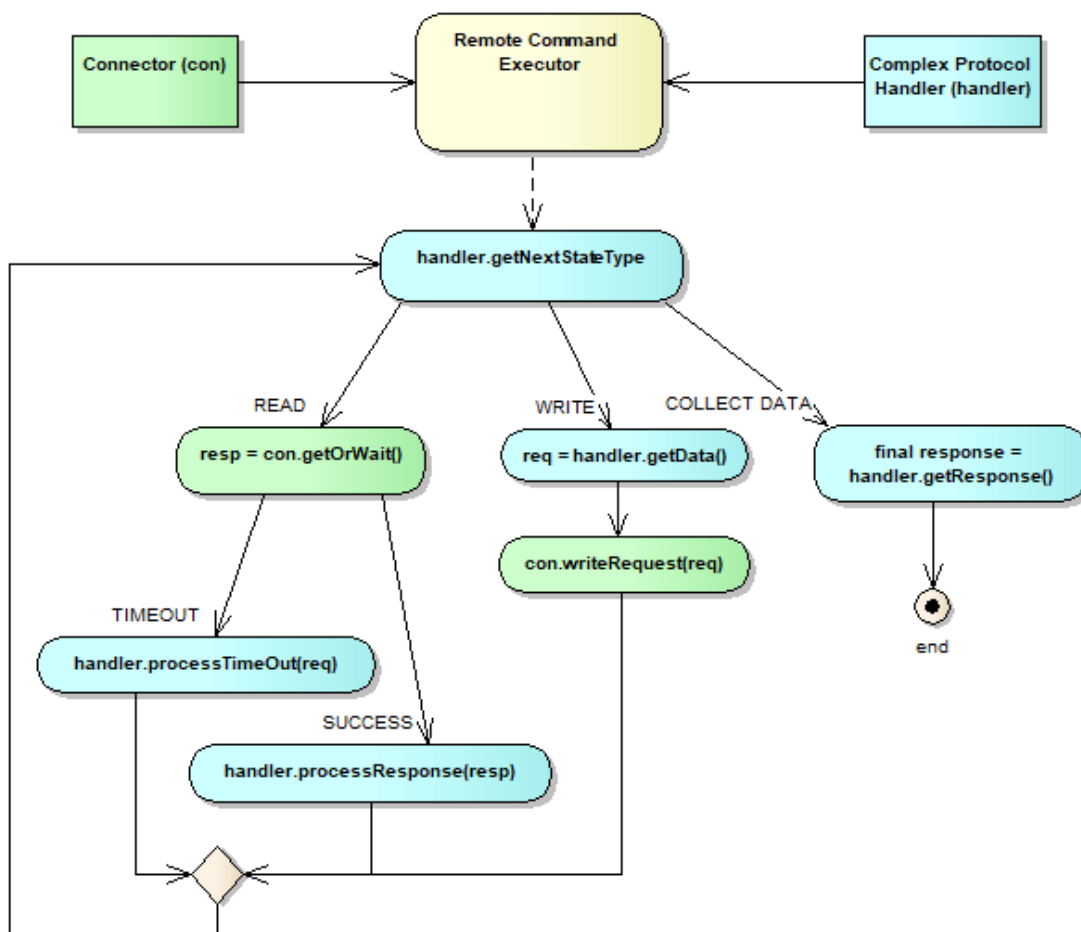 Connector (con)
Remote Command
Executor
Complex Protocol
Handler (handler)
handler.getNextStateType
READ
WRITE
COLLECT DATA
resp = con.getOrWait()
req = handler.getData()
final response =
handler.getResponse()
con.writeRequest(req)
TIMEOUT
end
handler.processTimeOut(req)
SUCCESS
handler.processResponse(resp)